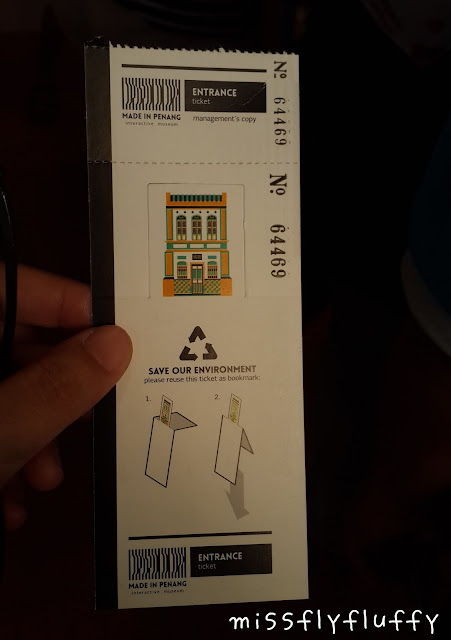 ENTRANCE
ticket
MADE IN PENANG
interactive museum
management's copy
Nº 64469
Nº 64469
SAVE OUR ENVIRONMENT
please reuse this ticket as bookmark:
1. 2.
ENTRANCE
ticket
MADE IN PENANG
interactive museum
missflyfluffy